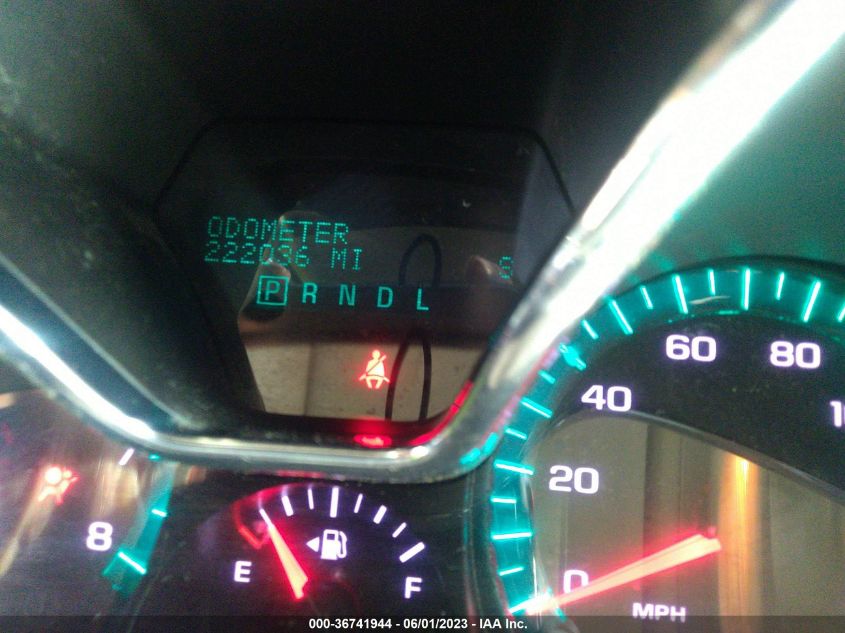 ODOMETER
222036 MI
S
P R N D L
60
80
40
20
8
E
F
0
MPH
000-36741944 - 06/01/2023 - IAA Inc.